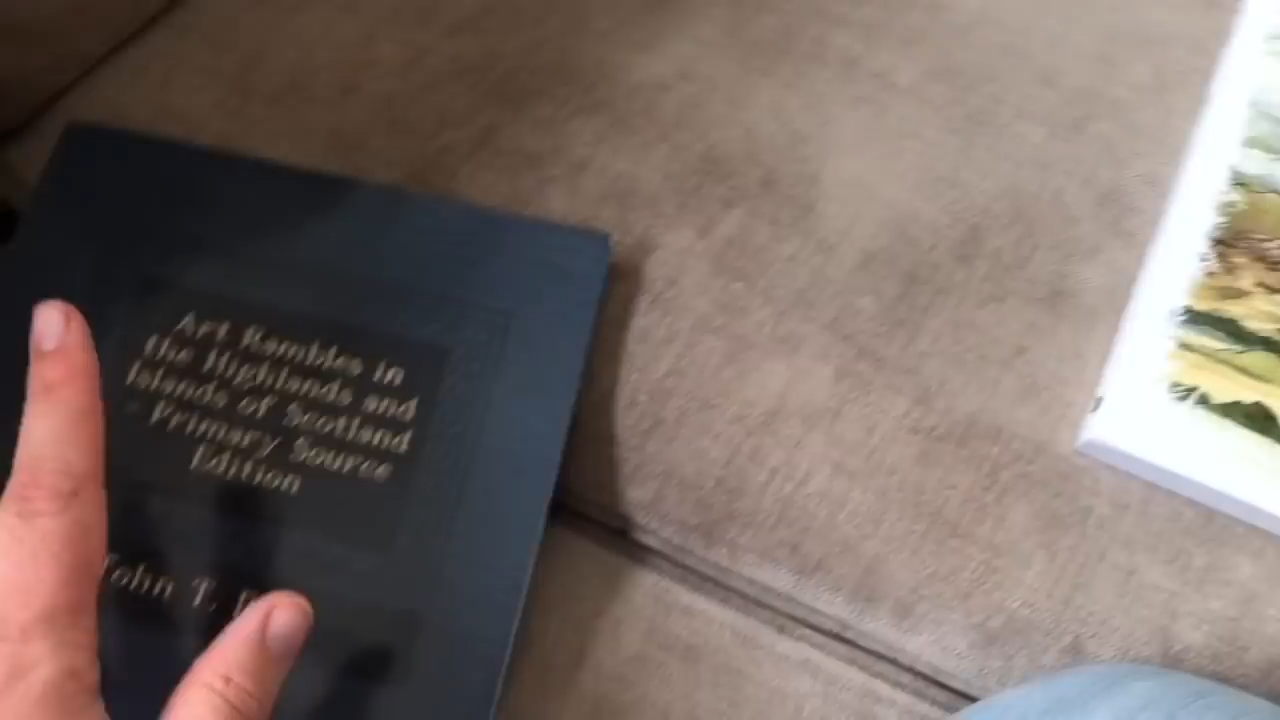 Art Rambles in
the Highlands and
Islands of Scotland
- Primary Source
Edition
John T.